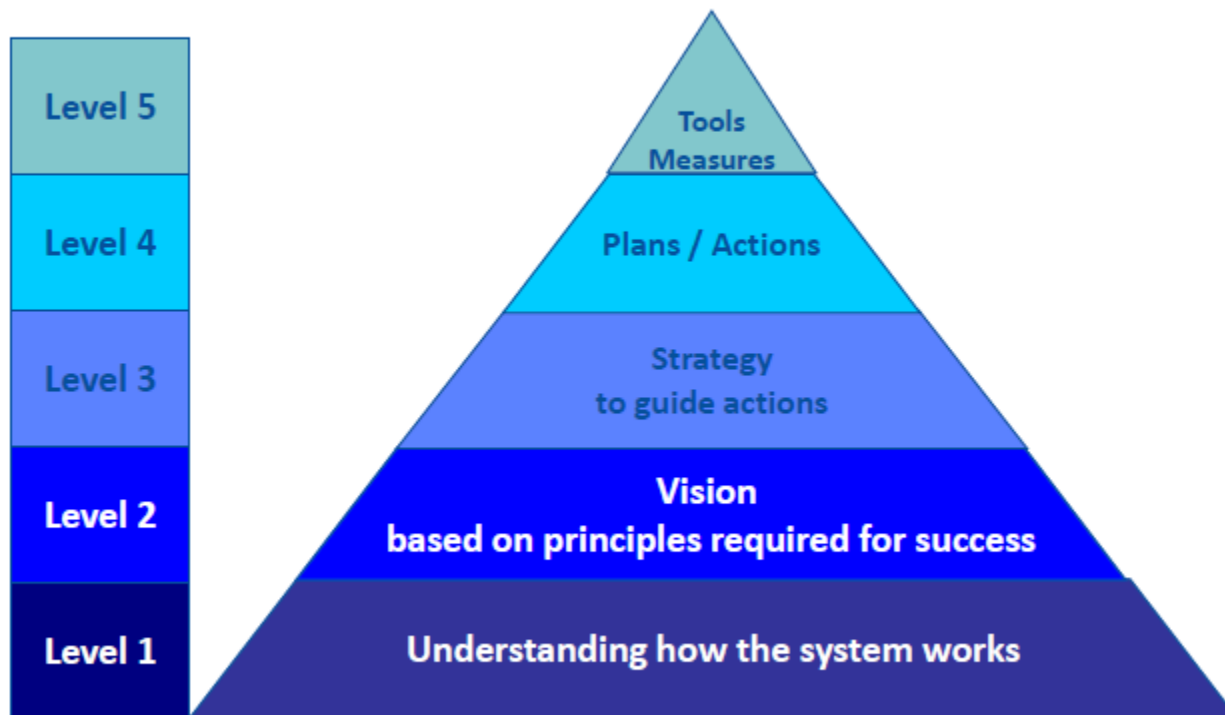 Level 5
Tools
Measures
Level 4
Plans / Actions
Level 3
Strategy
to guide actions
Level 2
Vision
based on principles required for success
Level 1
Understanding how the system works